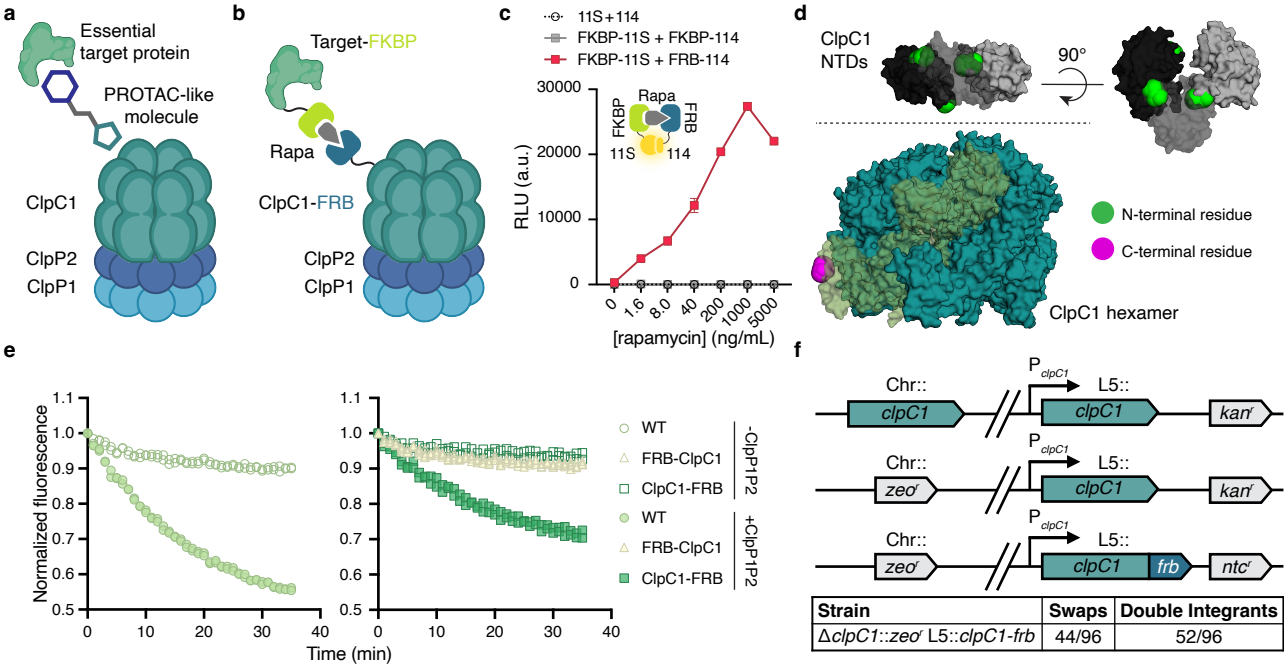 a
Essential
target protein
PROTAC-like
molecule
ClpC1
ClpP2
ClpP1
b
Target-FKBP
Rapa
ClpC1-FRB
ClpP2
ClpP1
c
11S+114
FKBP-11S + FKBP-114
FKBP-11S + FRB-114
RLU (a.u.)
30000
20000
10000
0
Rapa
FKBP
FRB
11S
114
0
1.6
8.0
40
200
1000
5000
[rapamycin] (ng/mL)
d
ClpC1
NTDs
90°
N-terminal residue
C-terminal residue
ClpC1 hexamer
e
Normalized fluorescence
1.1
1.0
0.9
0.8
0.7
0.6
0.5
0 10 20 30 40
1.1
1.0
0.9
0.8
0.7
0.6
0.5
0 10 20 30 40
Time (min)
WT
FRB-ClpC1
ClpC1-FRB
-ClpP1P2
WT
FRB-ClpC1
ClpC1-FRB
+ClpP1P2
f
Chr:: PclpC1 L5::
clpC1 clpC1 kanʳ
Chr:: PclpC1 L5::
zeoʳ clpC1 kanʳ
Chr:: PclpC1 L5::
zeoʳ clpC1 frb ntcʳ
Strain Swaps Double Integrants
ΔclpC1::zeoʳ L5::clpC1-frb 44/96 52/96